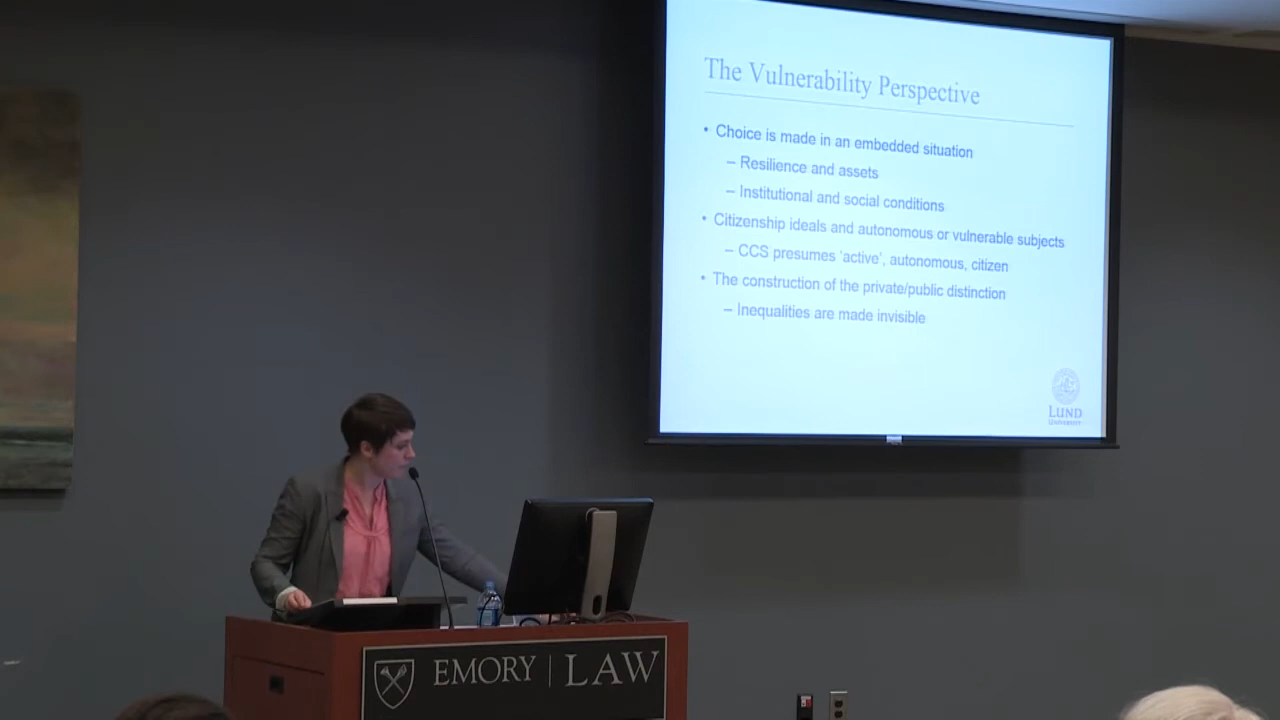 The Vulnerability Perspective
• Choice is made in an embedded situation
– Resilience and assets
– Institutional and social conditions
• Citizenship ideals and autonomous or vulnerable subjects
– CCS presumes 'active', autonomous, citizen
• The construction of the private/public distinction
– Inequalities are made invisible
LUND
UNIVERSITY
EMORY | LAW